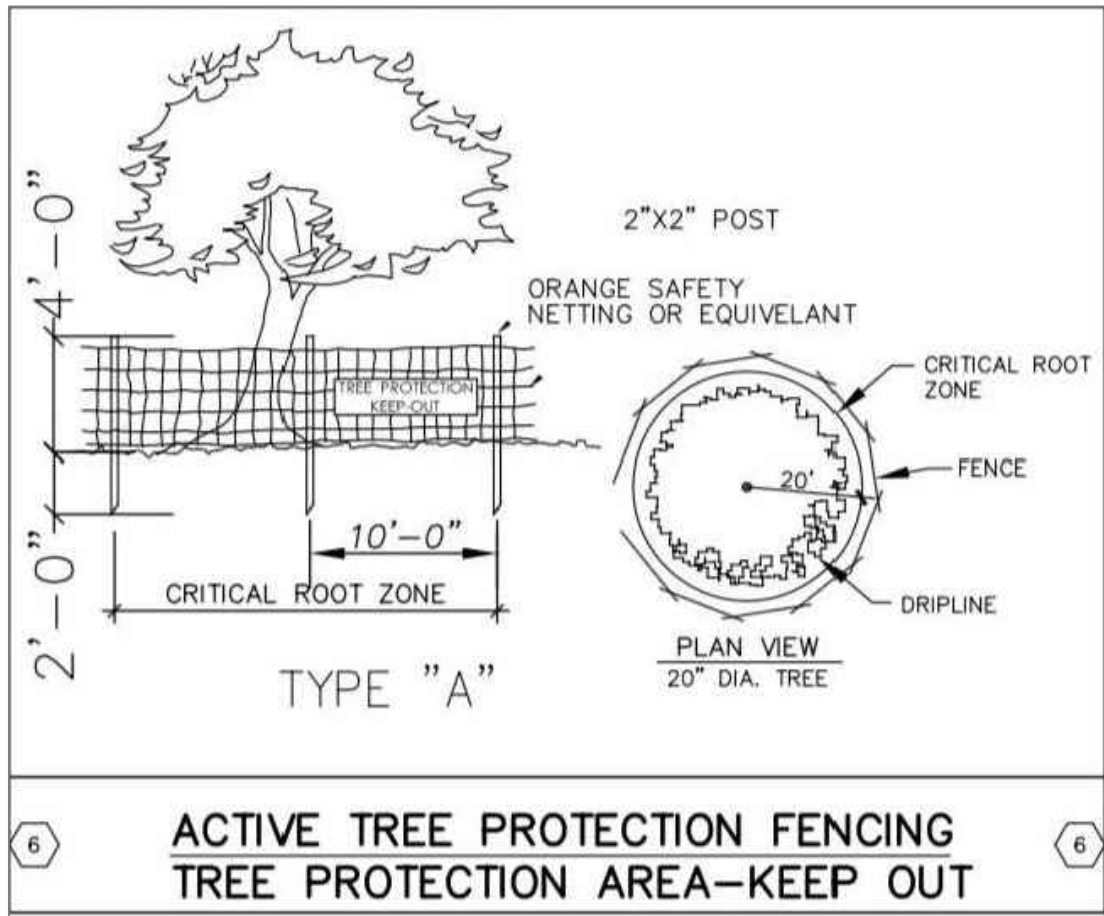 4'-0"
2'-0"
2"X2" POST
ORANGE SAFETY
NETTING OR EQUIVELANT
TREE PROTECTION
KEEP-OUT
10'-0"
CRITICAL ROOT ZONE
TYPE "A"
CRITICAL ROOT
ZONE
FENCE
20'
DRIPLINE
PLAN VIEW
20" DIA. TREE
6
ACTIVE TREE PROTECTION FENCING
TREE PROTECTION AREA-KEEP OUT
6